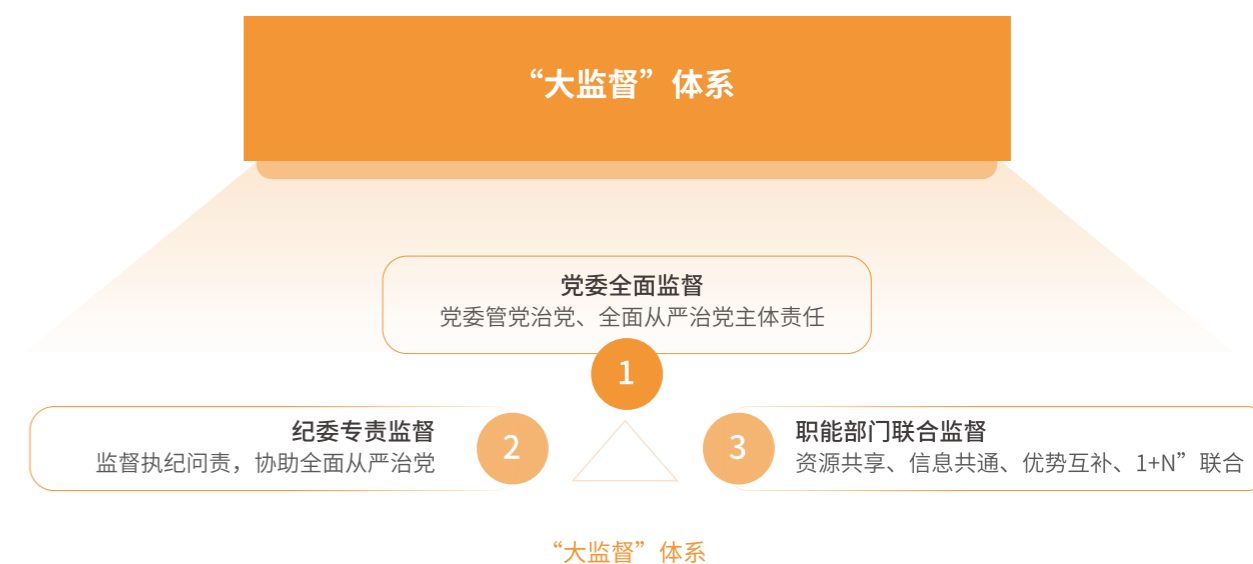 “大监督”体系
党委全面监督
党委管党治党、全面从严治党主体责任
1
纪委专责监督
监督执纪问责，协助全面从严治党
2
3
职能部门联合监督
资源共享、信息共通、优势互补、1+N”联合
“大监督”体系